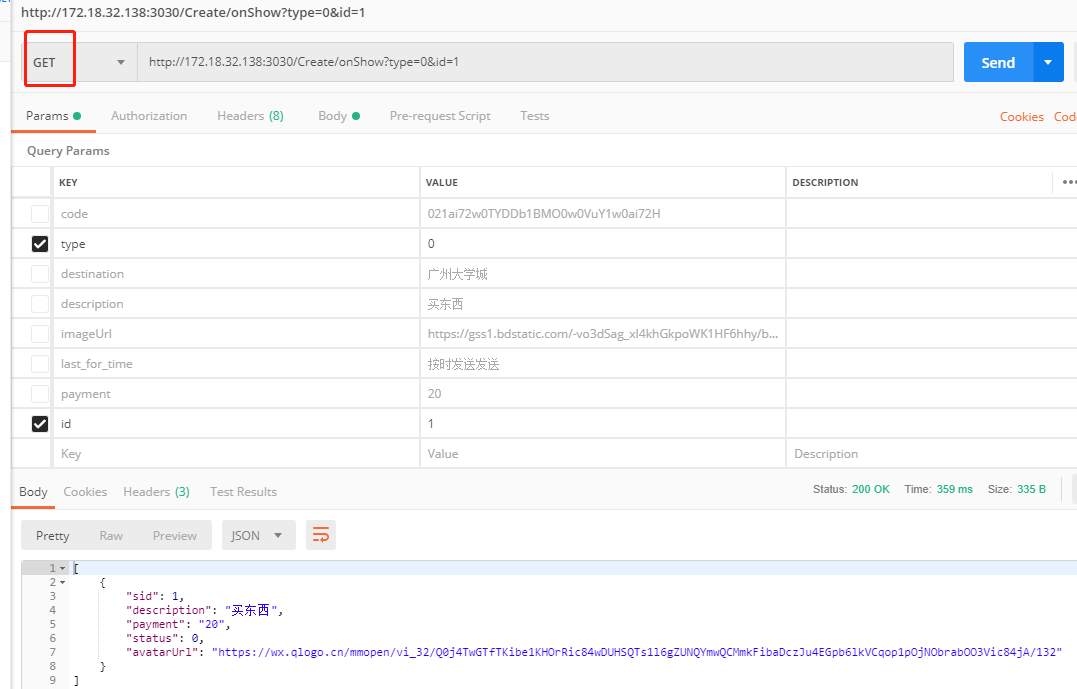 http://172.18.32.138:3030/Create/onShow?type=0&id=1
GET http://172.18.32.138:3030/Create/onShow?type=0&id=1 Send
Params Authorization Headers (8) Body Pre-request Script Tests Cookies Cod
Query Params
KEY VALUE DESCRIPTION
code 021ai72w0TYDDb1BMO0w0VuY1w0ai72H
type 0
destination 广州大学城
description 买东西
imageUrl https://gss1.bdstatic.com/-vo3dSag_xI4khGkpoWK1HF6hhy/b...
last_for_time 按时发送发送
payment 20
id 1
Key Value Description
Body Cookies Headers (3) Test Results Status: 200 OK Time: 359 ms Size: 335 B
Pretty Raw Preview JSON
1 [
2 {
3 "sid": 1,
4 "description": "买东西",
5 "payment": "20",
6 "status": 0,
7 "avatarUrl": "https://wx.qlogo.cn/mmopen/vi_32/Q0j4TwGTfTKibe1KHOrRic84wDUHSQTs1l6gZUNQYmwQCMmkFibaDczJu4EGpb6lkVCqop1pOjNObrabOO3Vic84jA/132"
8 }
9 ]